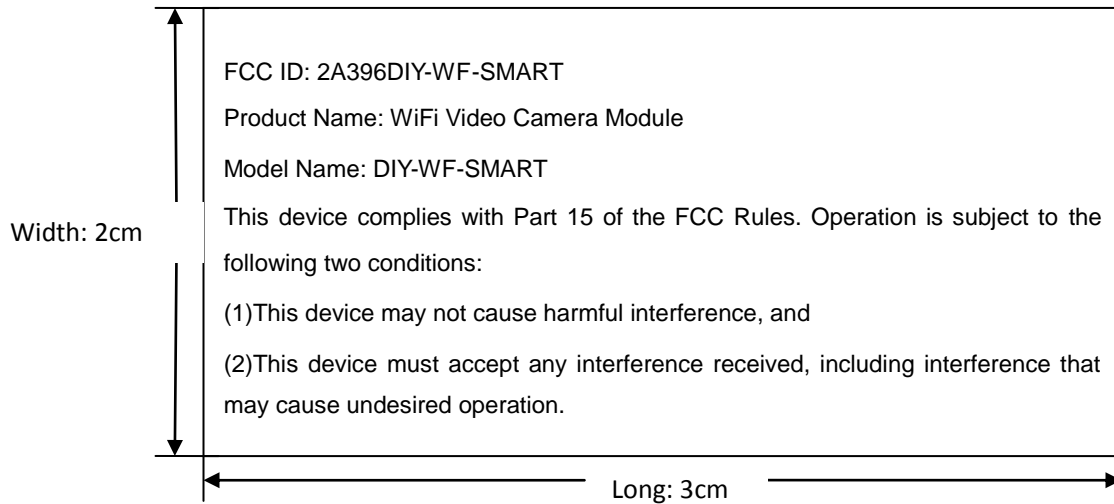 FCC ID: 2A396DIY-WF-SMART
Product Name: WiFi Video Camera Module
Model Name: DIY-WF-SMART
This device complies with Part 15 of the FCC Rules. Operation is subject to the
following two conditions:
(1)This device may not cause harmful interference, and
(2)This device must accept any interference received, including interference that
may cause undesired operation.
Width: 2cm
Long: 3cm